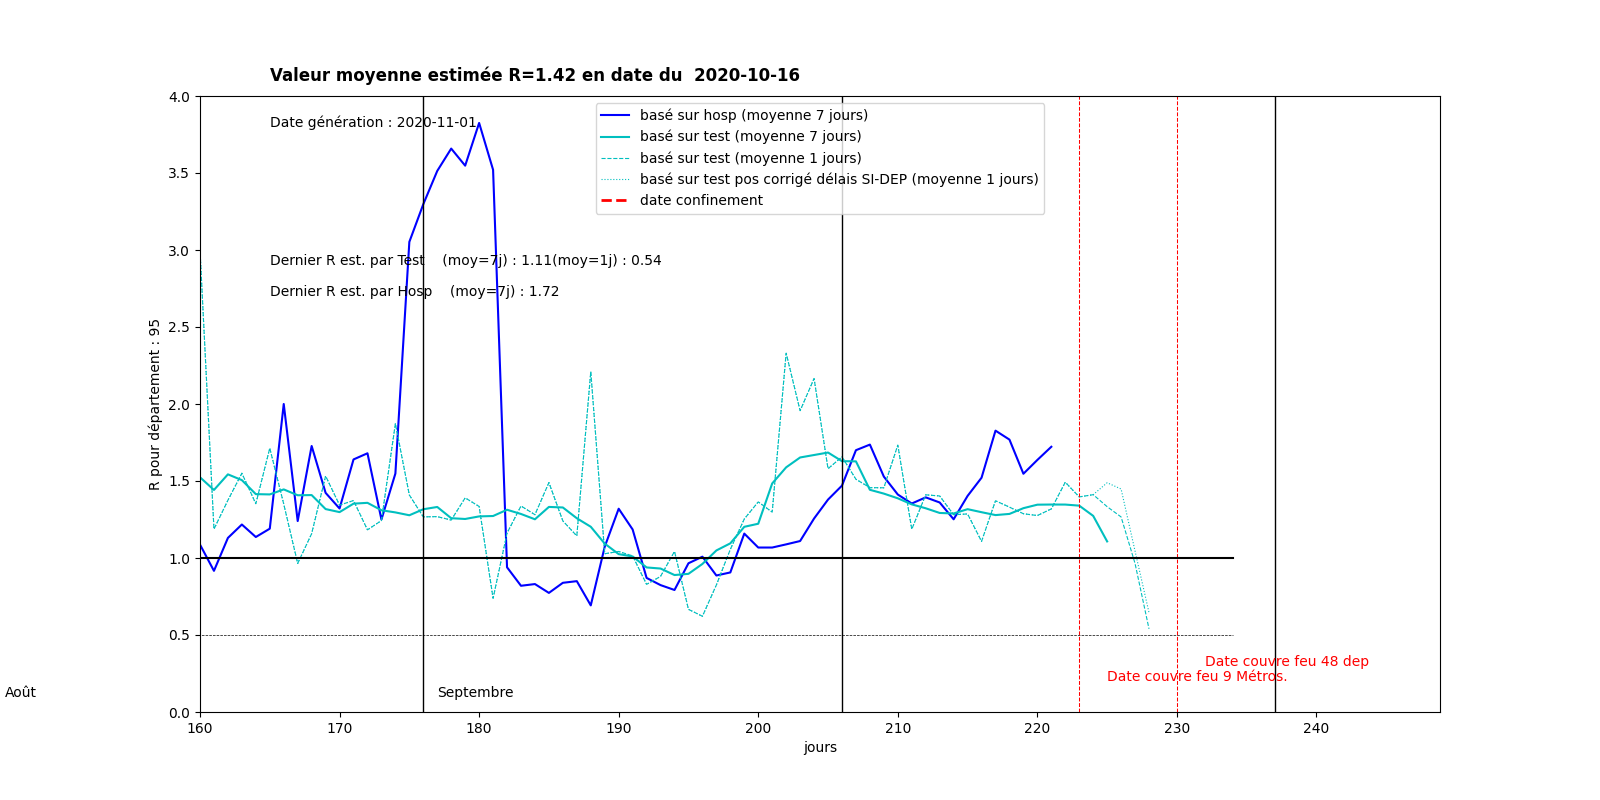 Valeur moyenne estimée R=1.42 en date du  2020-10-16
Date génération : 2020-11-01
basé sur hosp (moyenne 7 jours)
basé sur test (moyenne 7 jours)
basé sur test (moyenne 1 jours)
basé sur test pos corrigé délais SI-DEP (moyenne 1 jours)
date confinement
Dernier R est. par Test    (moy=7j) : 1.11(moy=1j) : 0.54
Dernier R est. par Hosp    (moy=7j) : 1.72
R pour département : 95
4.0
3.5
3.0
2.5
2.0
1.5
1.0
0.5
0.0
Date couvre feu 48 dep
Date couvre feu 9 Métros.
Août
Septembre
160 170 180 190 200 210 220 230 240
jours